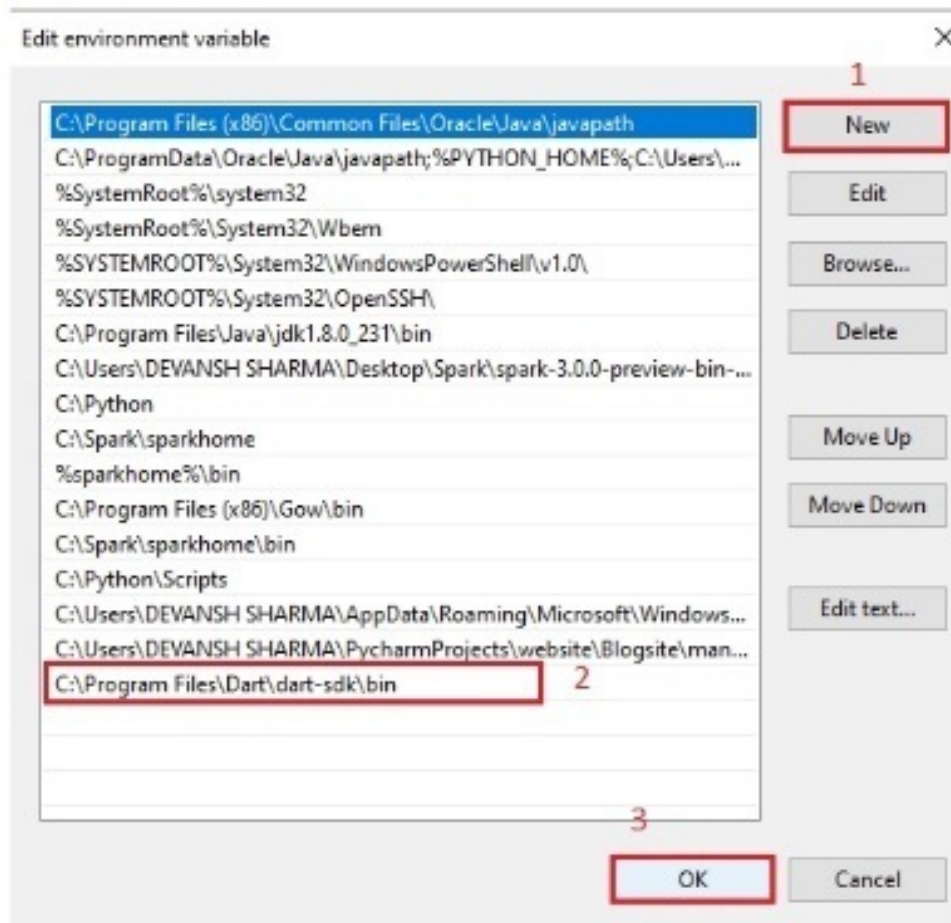 Edit environment variable
1
C:\Program Files (x86)\Common Files\Oracle\Java\javapath
New
C:\ProgramData\Oracle\Java\javapath;%PYTHON_HOME%;C:\Users\...
%SystemRoot%\system32
Edit
%SystemRoot%\System32\Wbem
%SYSTEMROOT%\System32\WindowsPowerShell\v1.0\
Browse...
%SYSTEMROOT%\System32\OpenSSH\
C:\Program Files\Java\jdk1.8.0_231\bin
Delete
C:\Users\DEVANSH SHARMA\Desktop\Spark\spark-3.0.0-preview-bin-...
C:\Python
C:\Spark\sparkhome
Move Up
%sparkhome%\bin
C:\Program Files (x86)\Gow\bin
Move Down
C:\Spark\sparkhome\bin
C:\Python\Scripts
C:\Users\DEVANSH SHARMA\AppData\Roaming\Microsoft\Windows...
Edit text...
C:\Users\DEVANSH SHARMA\PycharmProjects\website\Blogsite\man...
C:\Program Files\Dart\dart-sdk\bin
2
3
OK
Cancel